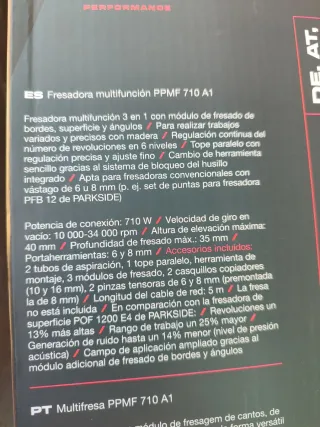 PERFORMANCE
DE, AT,
ES Fresadora multifunción PPMF 710 A1
Fresadora multifunción 3 en 1 con módulo de fresado de
bordes, superficie y ángulos / Para realizar trabajos
variados y precisos con madera / Regulación continua del
número de revoluciones en 6 niveles / Tope paralelo con
regulación precisa y ajuste fino / Cambio de herramienta
sencillo gracias al sistema de bloqueo del husillo
integrado / Apta para fresadoras convencionales con
vástago de 6 u 8 mm (p. ej. set de puntas para fresadora
PFB 12 de PARKSIDE)
Potencia de conexión: 710 W / Velocidad de giro en
vacío: 10 000-34 000 rpm / Altura de elevación máxima:
40 mm / Profundidad de fresado máx.: 35 mm /
Portaherramientas: 6 y 8 mm / Accesorios incluidos:
2 tubos de aspiración, 1 tope paralelo, herramienta de
montaje, 3 módulos de fresado, 2 casquillos copiadores
(10 y 16 mm), 2 pinzas tensoras de 6 y 8 mm (premontada
la de 8 mm) / Longitud del cable de red: 5 m / La fresa
no está incluida / En comparación con la fresadora de
superficie POF 1200 E4 de PARKSIDE: / Revoluciones un
13% más altas / Rango de trabajo un 25% mayor /
Generación de ruido hasta un 14% menor (nivel de presión
acústica) / Campo de aplicación ampliado gracias al
módulo adicional de fresado de bordes y ángulos
PT Multifresa PPMF 710 A1
módulo de fresagem de cantos, de
forma versátil